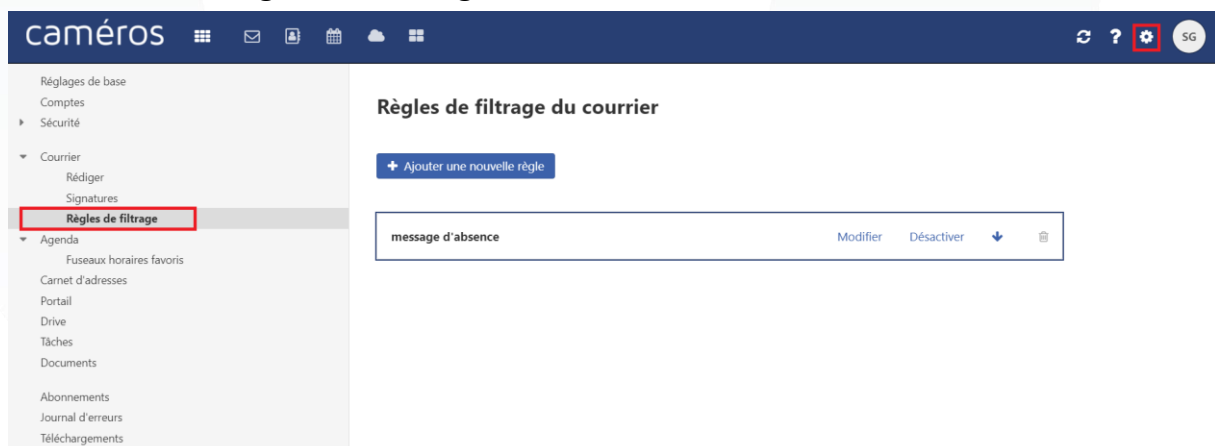 caméros
? SG
Réglages de base
Comptes
Sécurité
Courrier
Rédiger
Signatures
Règles de filtrage
Agenda
Fuseaux horaires favoris
Carnet d'adresses
Portail
Drive
Tâches
Documents
Abonnements
Journal d'erreurs
Téléchargements
Règles de filtrage du courrier
+ Ajouter une nouvelle règle
message d'absence Modifier Désactiver